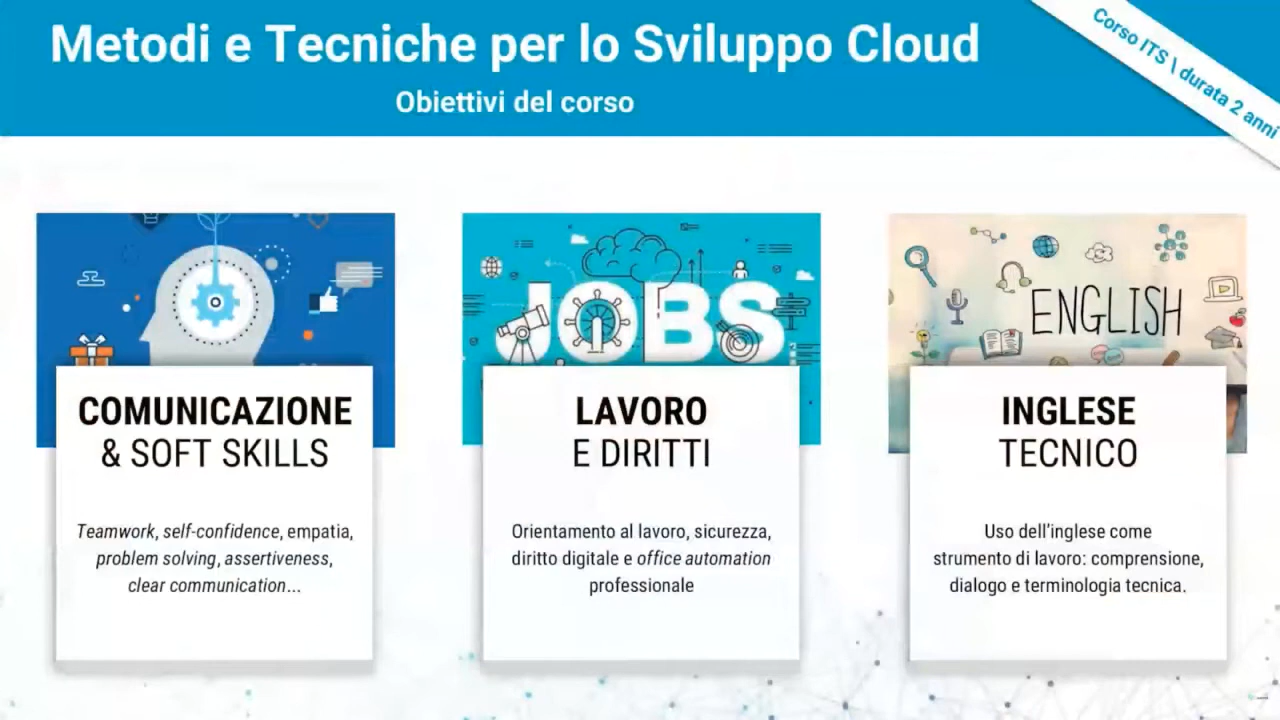 Metodi e Tecniche per lo Sviluppo Cloud
Obiettivi del corso
Corso ITS \ durata 2 anni
JOBS
ENGLISH
COMUNICAZIONE
& SOFT SKILLS
Teamwork, self-confidence, empatia,
problem solving, assertiveness,
clear communication...
LAVORO
E DIRITTI
Orientamento al lavoro, sicurezza,
diritto digitale e office automation
professionale
INGLESE
TECNICO
Uso dell'inglese come
strumento di lavoro: comprensione,
dialogo e terminologia tecnica.